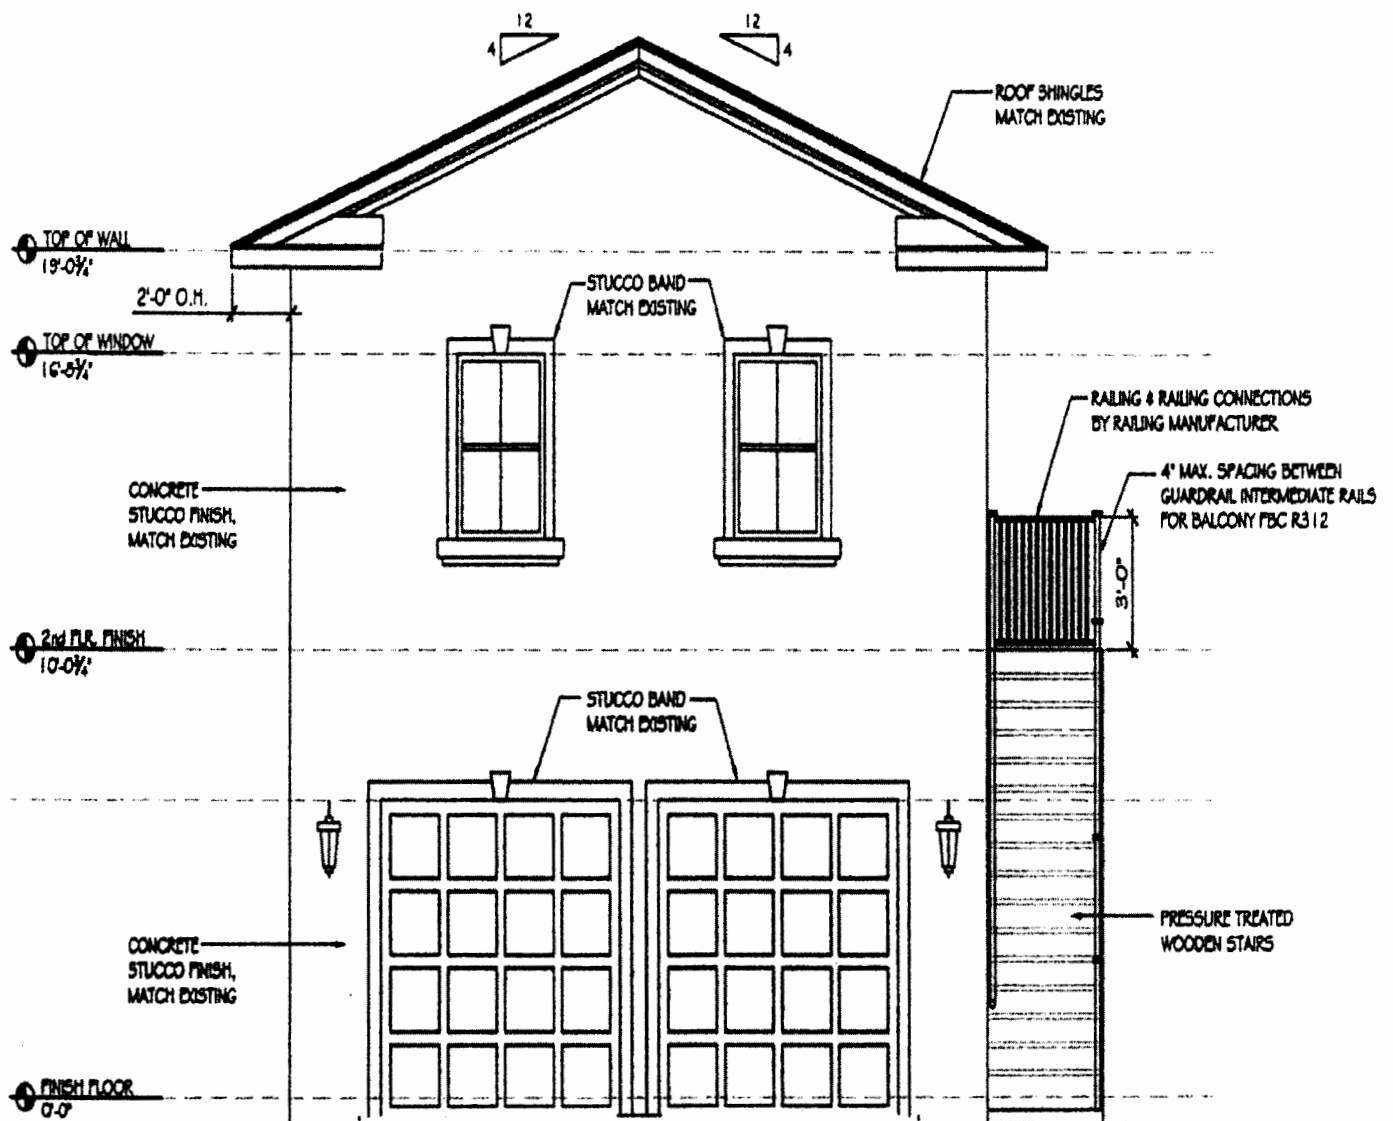 12
4
12
4
ROOF SHINGLES
MATCH EXISTING
TOP OF WALL
19'-0¾"
2'-0" O.H.
STUCCO BAND
MATCH EXISTING
TOP OF WINDOW
RAILING & RAILING CONNECTIONS
BY RAILING MANUFACTURER
4" MAX. SPACING BETWEEN
GUARDRAIL INTERMEDIATE RAILS
FOR BALCONY FBC R312
CONCRETE
STUCCO FINISH,
MATCH EXISTING
3'-0"
2nd FLR. FINISH
10'-0¾"
STUCCO BAND
MATCH EXISTING
PRESSURE TREATED
WOODEN STAIRS
CONCRETE
STUCCO FINISH,
MATCH EXISTING
FINISH FLOOR
0'-0"